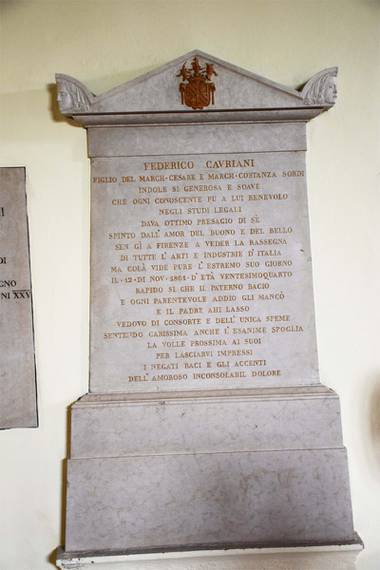 FEDERICO CAVRIANI
FIGLIO DEL MARCH·CESARE E MARCH·COSTANZA SORDI
INDOLE SI GENEROSA E SOAVE
CHE OGNI CONOSCENTE FU A LUI BENEVOLO
NEGLI STUDI LEGALI
DAVA OTTIMO PRESAGIO DI SÈ
SPINTO DALL'AMOR DEL BUONO E DEL BELLO
SEN GÌ A FIRENZE A VEDER LA RASSEGNA
DI TUTTE L'ARTI E INDUSTRIE D'ITALIA
MA COLÀ VIDE PURE L'ESTREMO SUO GIORNO
IL·12·DI NOV·1861·D'ETÀ VENTESIMOQUARTO
RAPIDO SÌ CHE IL PATERNO BACIO
E OGNI PARENTEVOLE ADDIO GLI MANCÒ
E IL PADRE AHI LASSO
VEDOVO DI CONSORTE E DELL'UNICA SPEME
SENTENDO CARISSIMA ANCHE L'ESANIME SPOGLIA
LA VOLLE PROSSIMA AI SUOI
PER LASCIARVI IMPRESSI
I NEGATI BACI E GLI ACCENTI
DELL'AMOROSO INCONSOLABIL DOLORE
DI
GNO
NI XXV